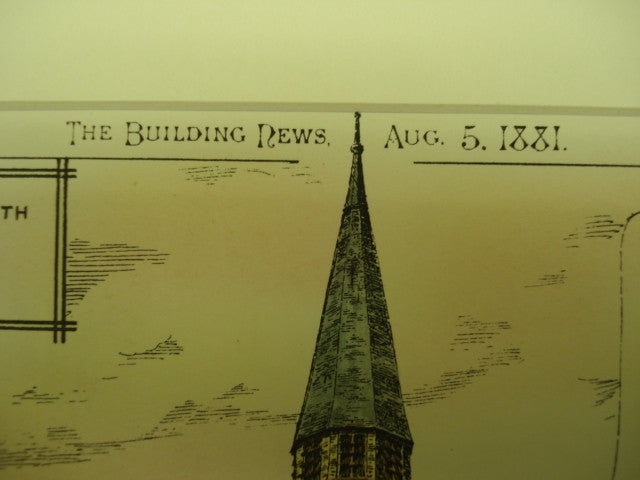 THE BUILDING NEWS, AUG. 5. 1881.
TH